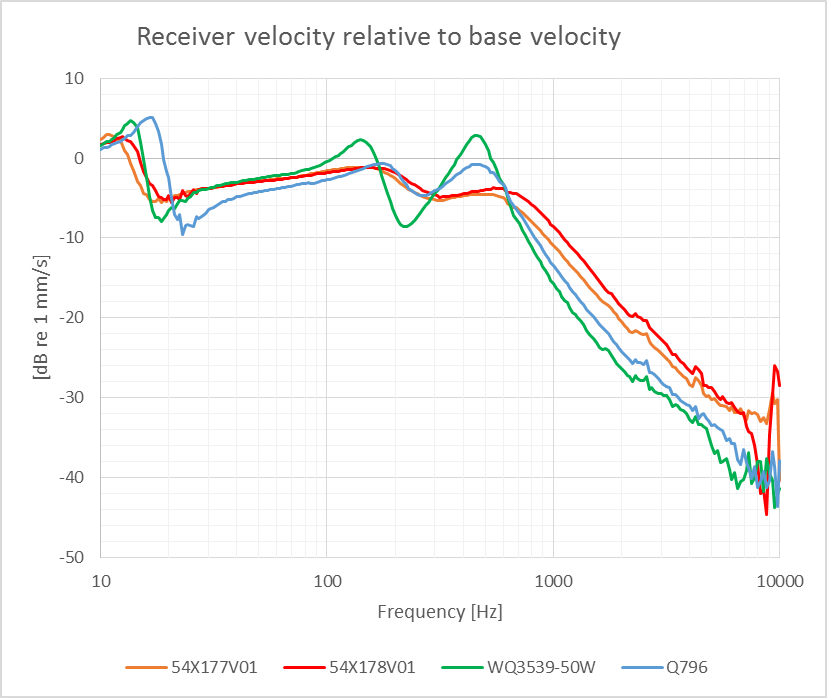 Receiver velocity relative to base velocity
10
0
-10
-20
-30
-40
-50
[dB re 1 mm/s]
10 100 1000 10000
Frequency [Hz]
54X177V01 54X178V01 WQ3539-50W Q796